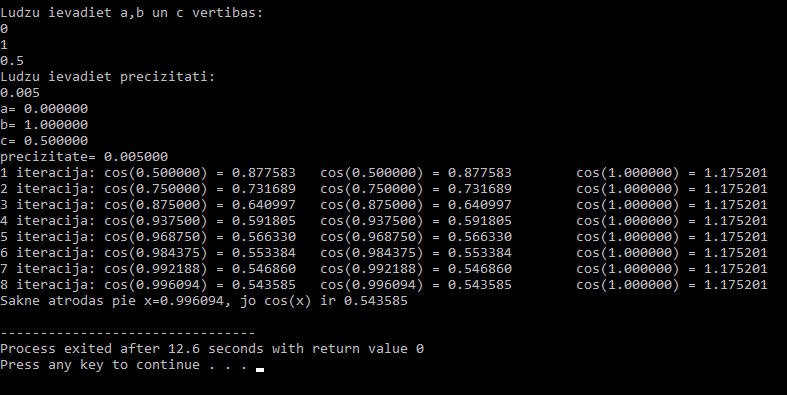 Ludzu ievadiet a,b un c vertibas:
0
1
0.5
Ludzu ievadiet precizitati:
0.005
a= 0.000000
b= 1.000000
c= 0.500000
precizitate= 0.005000
1 iteracija: cos(0.500000) = 0.877583   cos(0.500000) = 0.877583        cos(1.000000) = 1.175201
2 iteracija: cos(0.750000) = 0.731689   cos(0.750000) = 0.731689        cos(1.000000) = 1.175201
3 iteracija: cos(0.875000) = 0.640997   cos(0.875000) = 0.640997        cos(1.000000) = 1.175201
4 iteracija: cos(0.937500) = 0.591805   cos(0.937500) = 0.591805        cos(1.000000) = 1.175201
5 iteracija: cos(0.968750) = 0.566330   cos(0.968750) = 0.566330        cos(1.000000) = 1.175201
6 iteracija: cos(0.984375) = 0.553384   cos(0.984375) = 0.553384        cos(1.000000) = 1.175201
7 iteracija: cos(0.992188) = 0.546860   cos(0.992188) = 0.546860        cos(1.000000) = 1.175201
8 iteracija: cos(0.996094) = 0.543585   cos(0.996094) = 0.543585        cos(1.000000) = 1.175201
Sakne atrodas pie x=0.996094, jo cos(x) ir 0.543585
--------------------------------
Process exited after 12.6 seconds with return value 0
Press any key to continue . . .